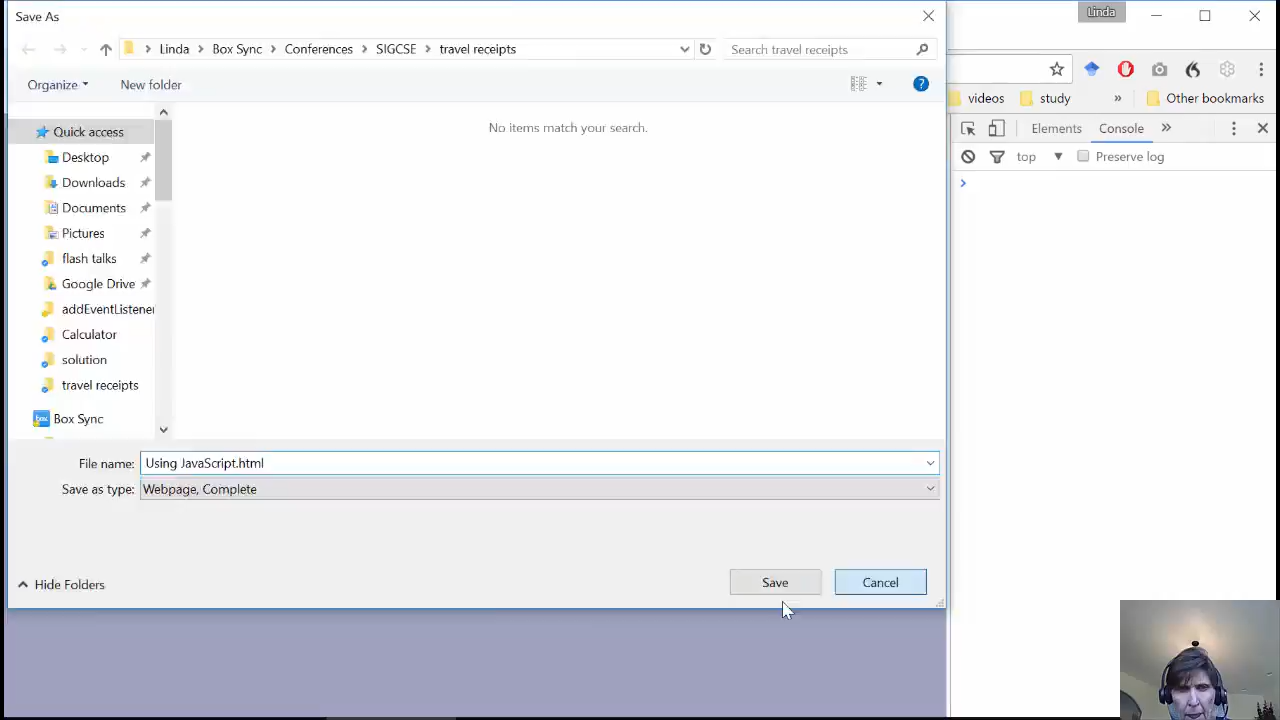 Save As
Linda
Linda Box Sync Conferences SIGCSE travel receipts
Search travel receipts
Organize
New folder
videos
study
»
Other bookmarks
Quick access
Desktop
Downloads
Documents
Pictures
flash talks
Google Drive
addEventListener
Calculator
solution
travel receipts
Box Sync
No items match your search.
Elements
Console
»
top
Preserve log
File name: Using JavaScript.html
Save as type: Webpage, Complete
Hide Folders
Save
Cancel